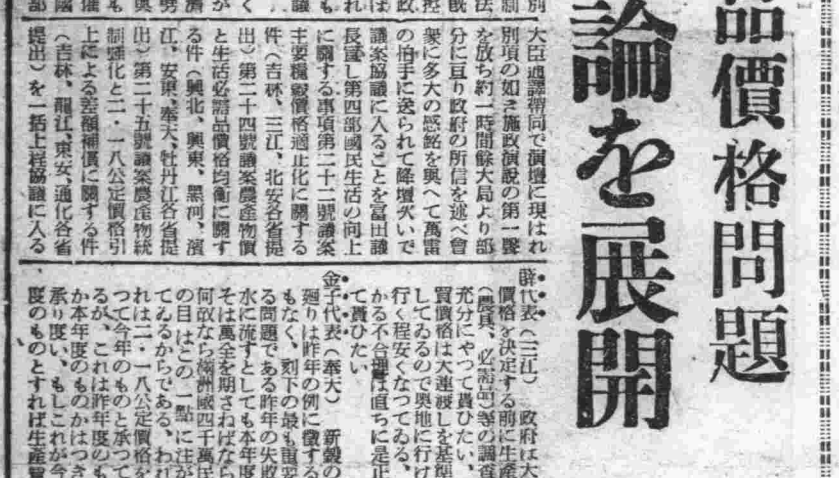 品價格問題
論を展開
大臣通譯帶同で演壇に現はれ
別項の如き施政演説の第一聲
を放ち約一時間餘大局より部
分に亘り政府の所信を述べ會
衆に多大の感銘を與へて萬雷
の拍手に送られて降壇次いで
議案協議に入ることを富田議
長宣し第四部國民生活の向上
に關する事項第二十二號議案
主要糧穀價格適正化に關する
件（吉林、三江、北安各省提
出）第二十四號議案農產物價
と生活必需品價格均衡に關す
る件（興北、興東、黑河、濱
江、安東、奉天、牡丹江各省提
出）第二十五號議案農產物統
制強化と二・一八公定價格引
上による差額補償に關する件
（吉林、龍江、東安、通化各省
提出）を一括上程協議に入る
薛代表（三江）　政府は大
價格を決定する前に生產
（農具、必需品）等の調查
充分にやつて貰ひたい、
買價格は大連渡しを基準
してゐるので奥地に行け
行く程安くなつてゐる、
かる不合理は直ちに是正
て貰ひたい
金子代表（奉天）　新穀の
廻りは昨年の例に徵する
もなく、刻下の最も重要
る問題である昨年の失敗
水に流すとしても本年度
そは萬全を期さねばなら
何故なら滿洲國四千萬民
の目はこの一點に注が
てゐるからである、われ
れは二・一八公定價格を
つて今年のものと承つて
るが、これは昨年度のも
か本年度のものかはつき
承り度い、もしこれが今
度のものとすれば生產費